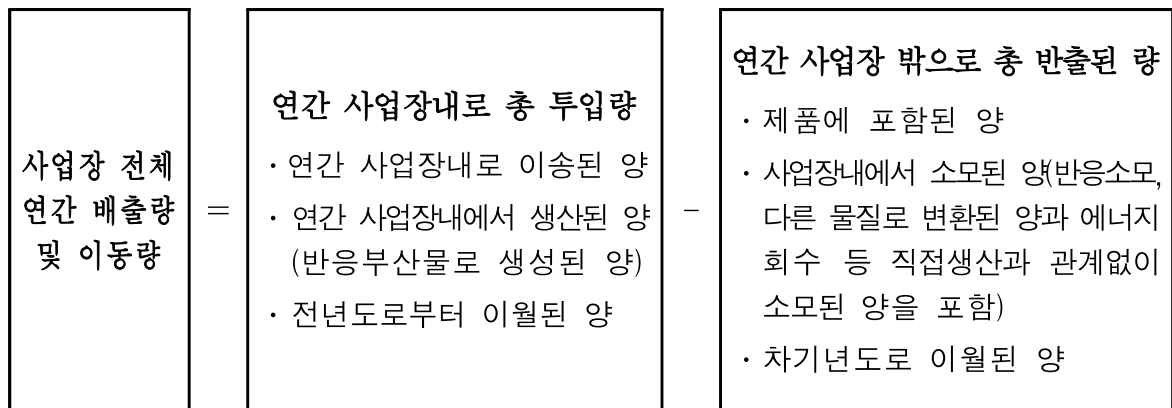 사업장 전체
연간 배출량
및 이동량
=
연간 사업장내로 총 투입량
· 연간 사업장내로 이송된 양
· 연간 사업장내에서 생산된 양
(반응부산물로 생성된 양)
· 전년도로부터 이월된 양
-
연간 사업장 밖으로 총 반출된 량
· 제품에 포함된 양
· 사업장내에서 소모된 양(반응소모,
다른 물질로 변환된 양과 에너지
회수 등 직접생산과 관계없이
소모된 양을 포함)
· 차기년도로 이월된 양